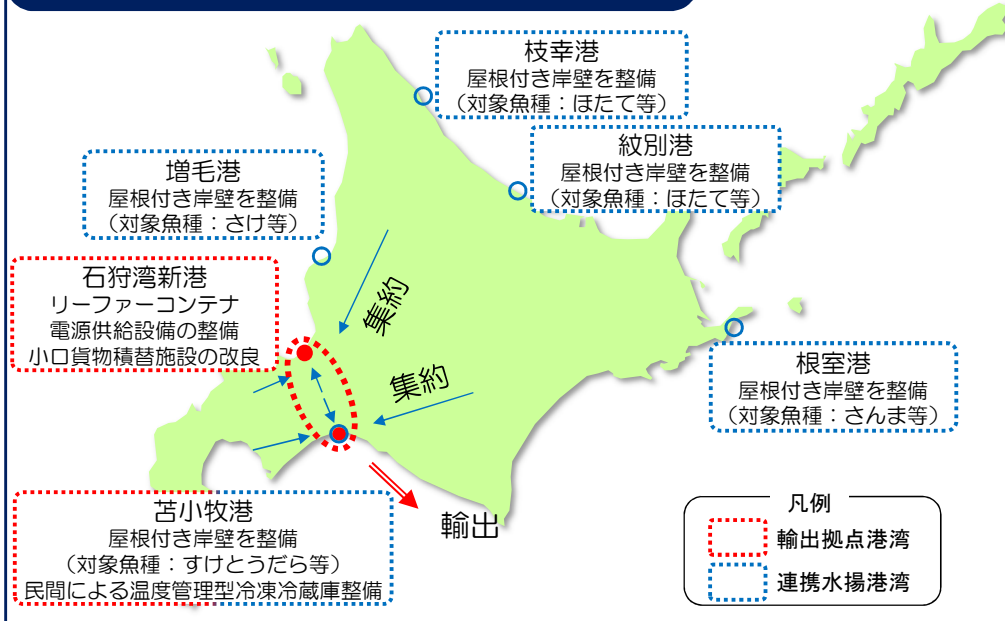 枝幸港
屋根付き岸壁を整備
（対象魚種：ほたて等）
紋別港
屋根付き岸壁を整備
（対象魚種：ほたて等）
増毛港
屋根付き岸壁を整備
（対象魚種：さけ等）
石狩湾新港
リーファーコンテナ
電源供給設備の整備
小口貨物積替施設の改良
集約
集約
根室港
屋根付き岸壁を整備
（対象魚種：さんま等）
苫小牧港
屋根付き岸壁を整備
（対象魚種：すけとうだら等）
民間による温度管理型冷凍冷蔵庫整備
輸出
凡例
輸出拠点港湾
連携水揚港湾